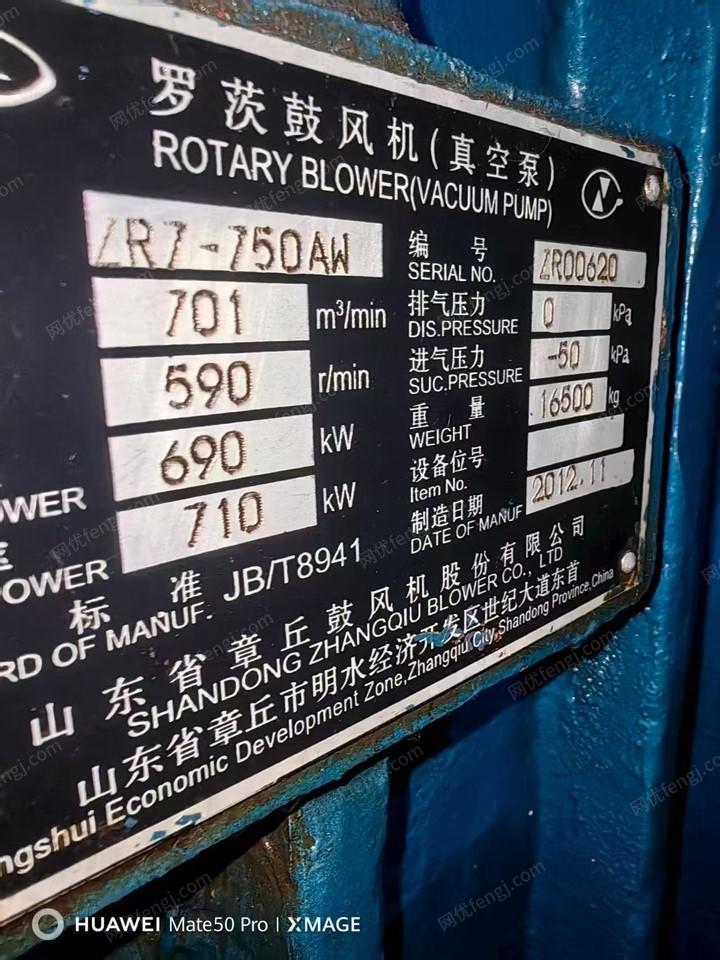 罗茨鼓风机(真空泵)
ROTARY BLOWER(VACUUM PUMP)
ZR7-750AW
编 号
SERIAL NO.
ZR00620
701 m³/min
排气压力
DIS.PRESSURE
0 kPa
590 r/min
进气压力
SUC.PRESSURE
-50 kPa
690 kW
重 量
WEIGHT
16500 kg
OWER
710 kW
设备位号
Item No.
POWER
制造日期
DATE OF MANUF
2012.11
标 准 JB/T8941
RD OF MANUF.
山东省章丘鼓风机股份有限公司
SHANDONG ZHANGQIU BLOWER CO., LTD
山东省章丘市明水经济开发区世纪大道东首
ngshui Economic Development Zone,Zhangqiu City,Shandong Province,China
HUAWEI Mate50 Pro | XMAGE
网优fengj.com